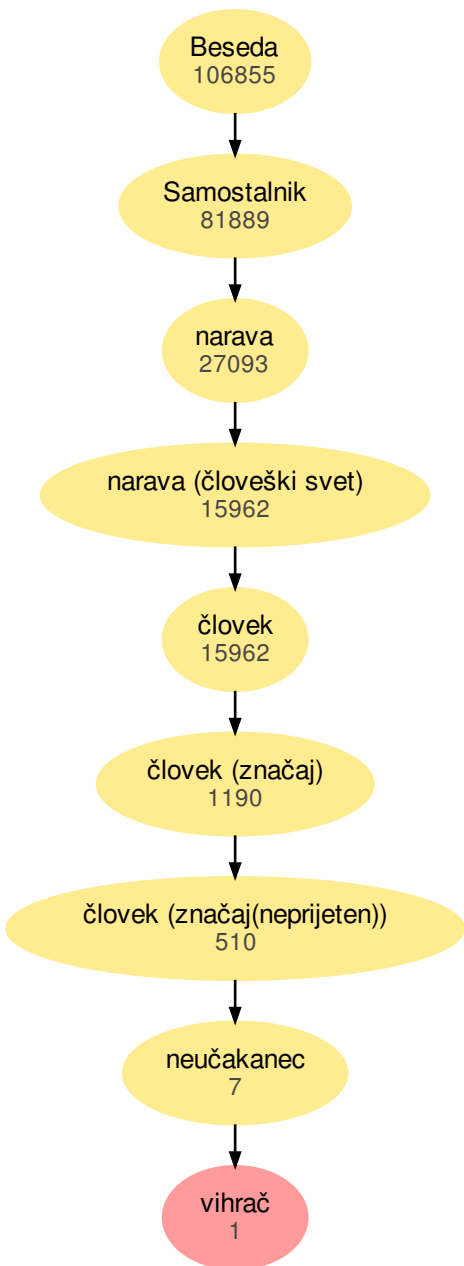 Beseda
106855
Samostalnik
81889
narava
27093
narava (človeški svet)
15962
človek
15962
človek (značaj)
1190
človek (značaj(neprijeten))
510
neučakanec
7
vihrač
1